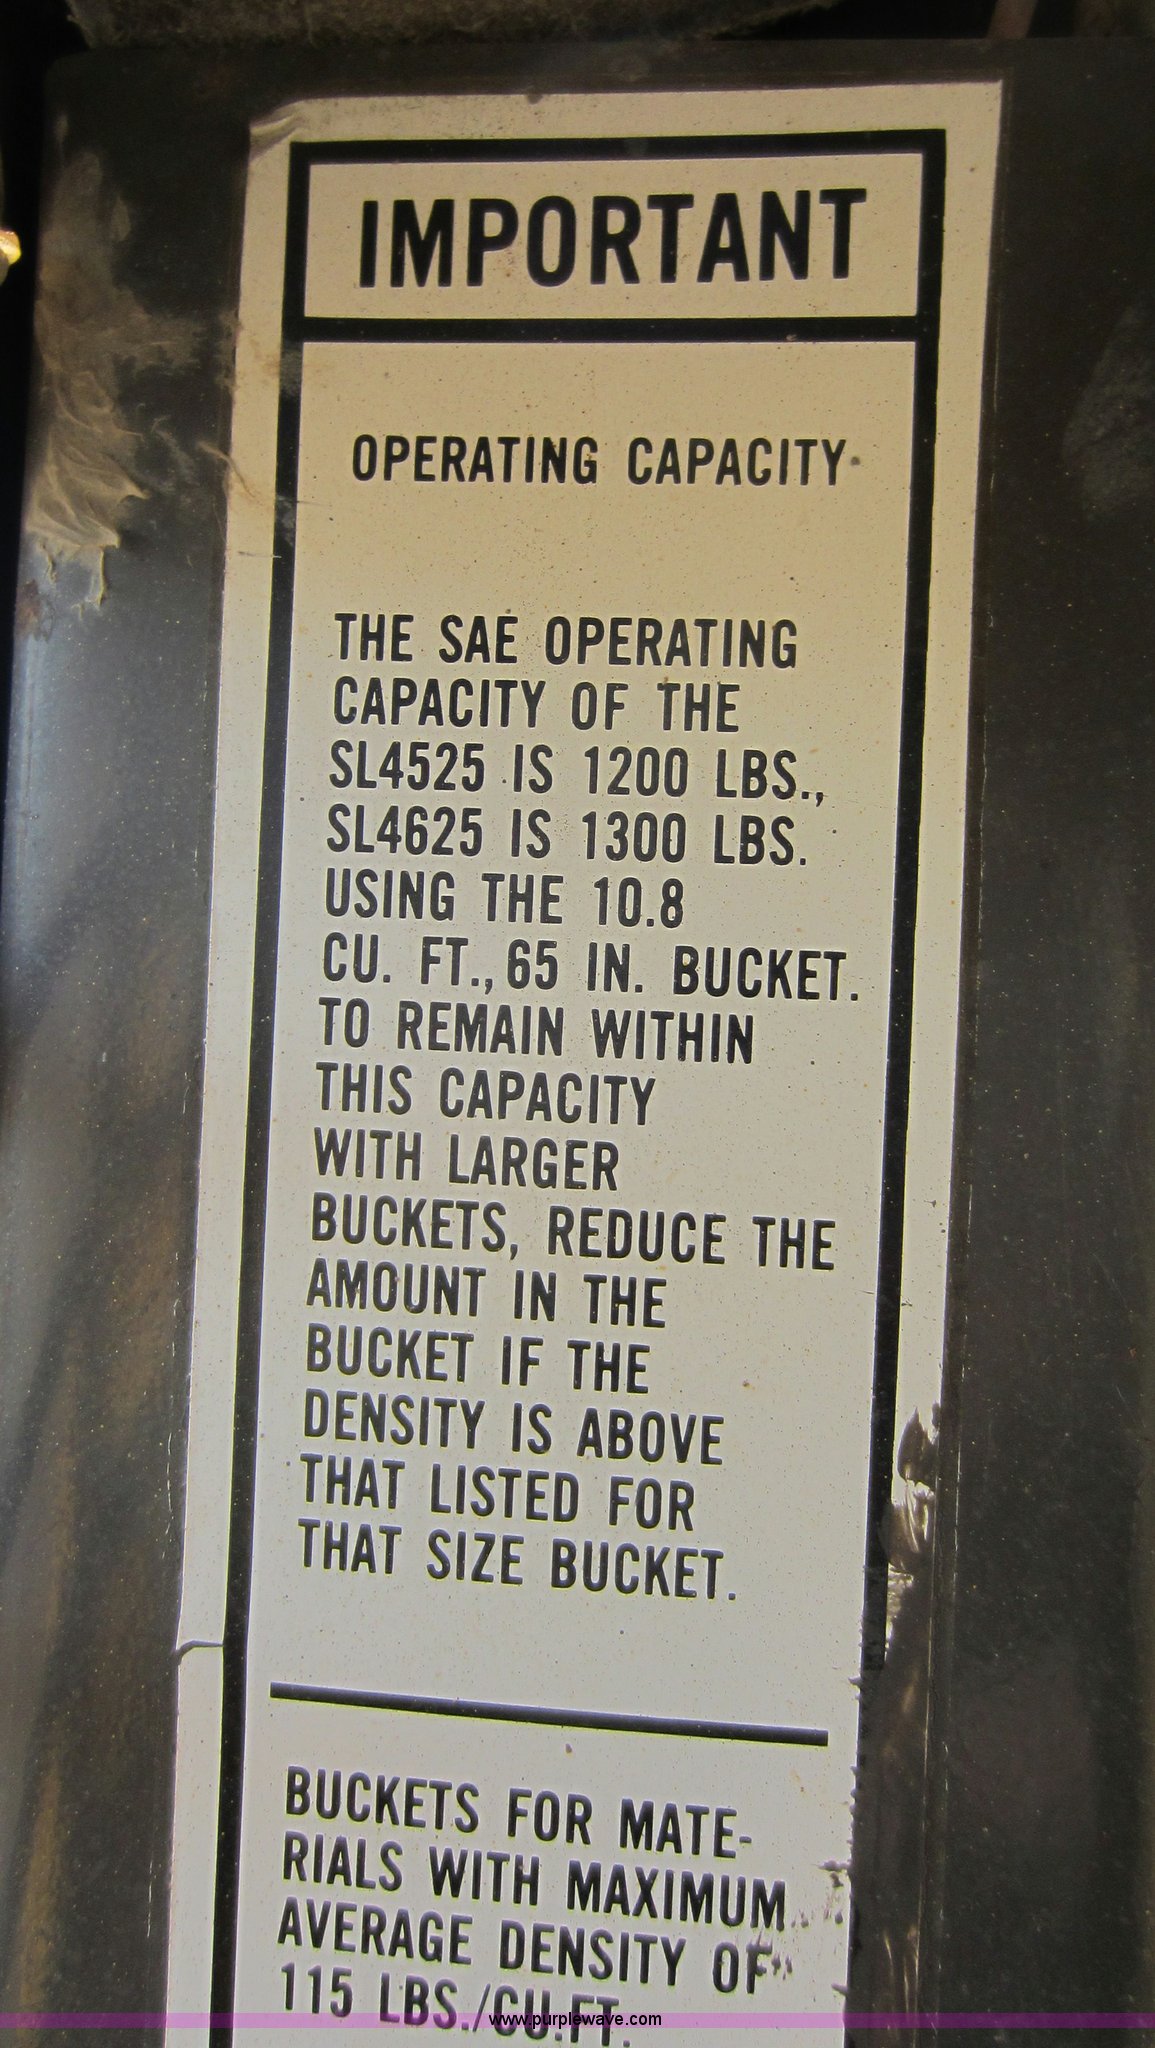 IMPORTANT
OPERATING CAPACITY
THE SAE OPERATING
CAPACITY OF THE
SL4525 IS 1200 LBS.,
SL4625 IS 1300 LBS.
USING THE 10.8
CU. FT., 65 IN. BUCKET.
TO REMAIN WITHIN
THIS CAPACITY
WITH LARGER
BUCKETS, REDUCE THE
AMOUNT IN THE
BUCKET IF THE
DENSITY IS ABOVE
THAT LISTED FOR
THAT SIZE BUCKET.
BUCKETS FOR MATE-
RIALS WITH MAXIMUM
AVERAGE DENSITY OF
115 LBS./CU.FT.
www.purplewave.com